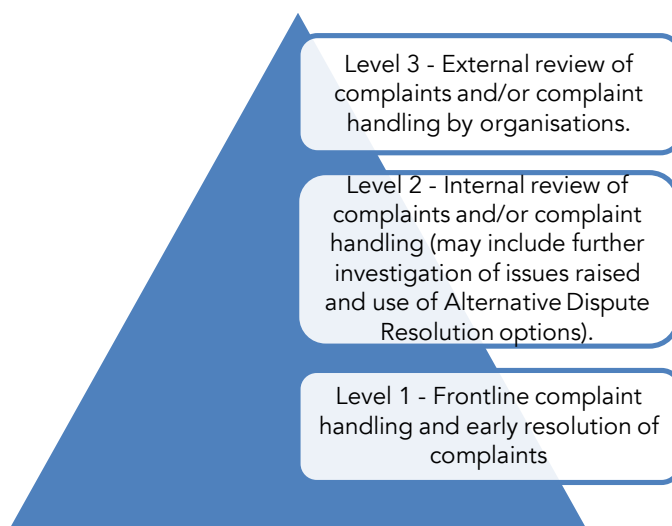 Level 3 - External review of
complaints and/or complaint
handling by organisations.
Level 2 - Internal review of
complaints and/or complaint
handling (may include further
investigation of issues raised
and use of Alternative Dispute
Resolution options).
Level 1 - Frontline complaint
handling and early resolution of
complaints